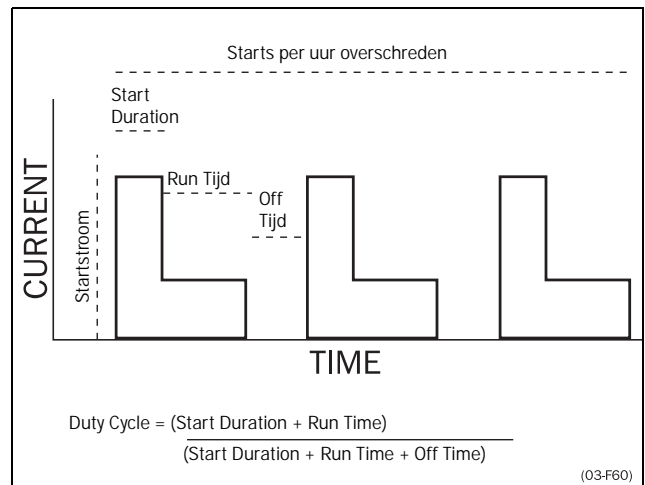 Starts per uur overschreden
Start
Duration
Run Tijd
Off
Tijd
Startstroom
CURRENT
TIME
Duty Cycle = (Start Duration + Run Time)
(Start Duration + Run Time + Off Time)
(03-F60)